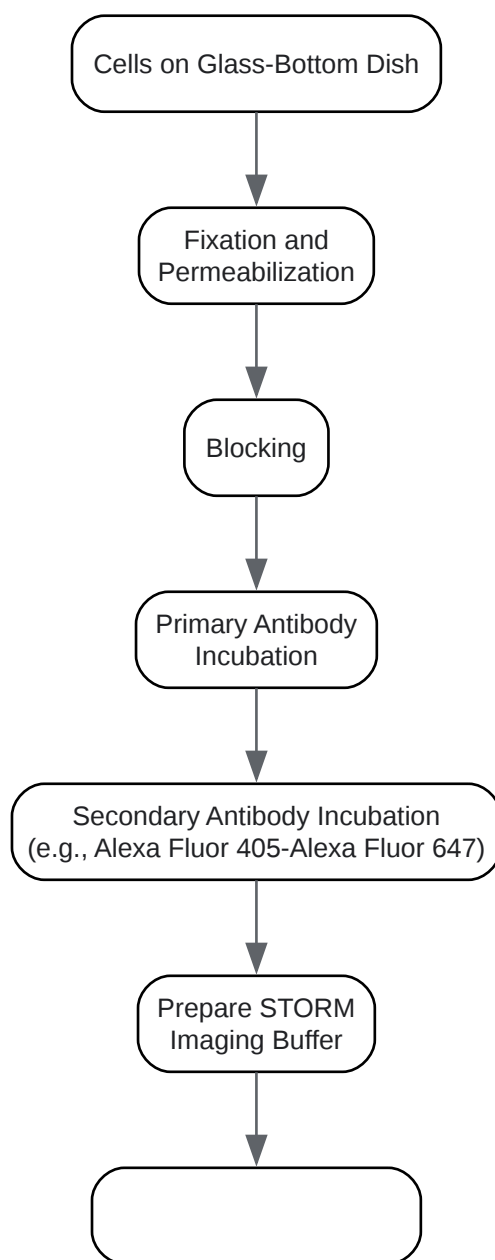 Cells on Glass-Bottom Dish
Fixation and
Permeabilization
Blocking
Primary Antibody
Incubation
Secondary Antibody Incubation
(e.g., Alexa Fluor 405-Alexa Fluor 647)
Prepare STORM
Imaging Buffer